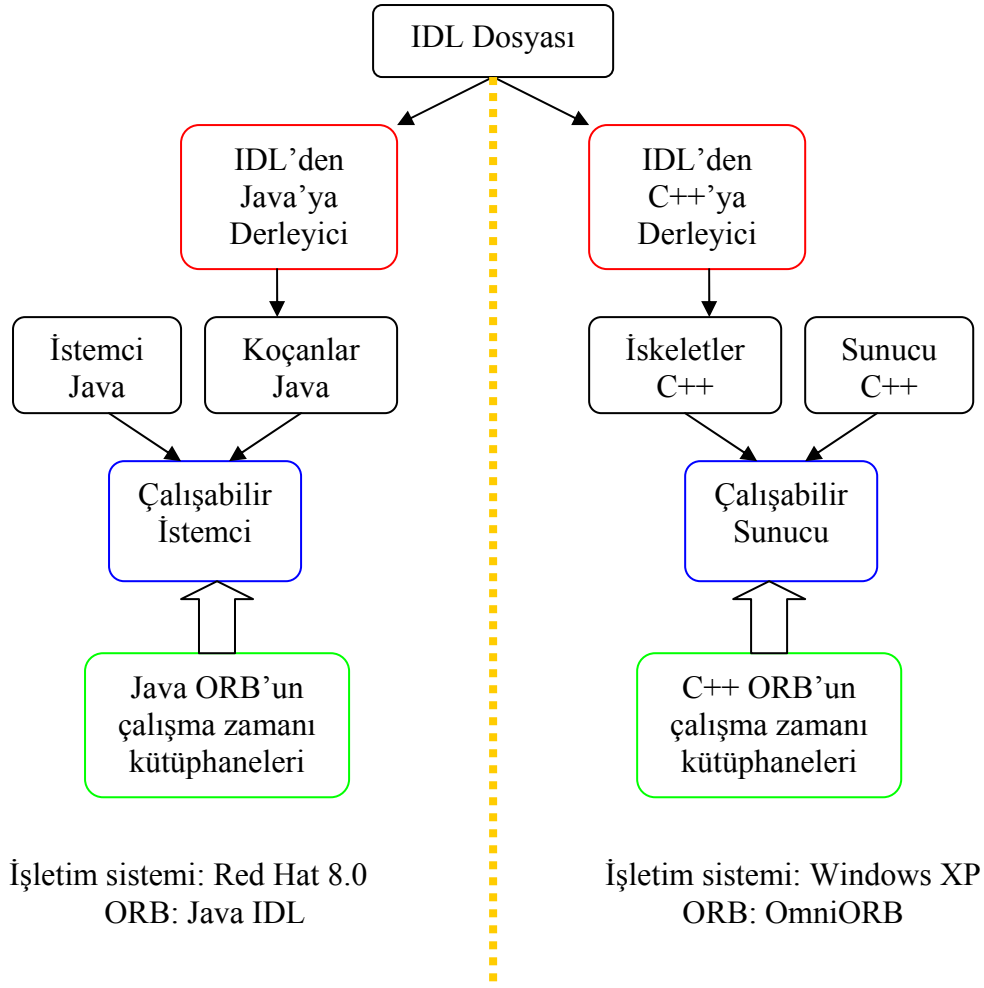 IDL Dosyası
IDL’den
Java’ya
Derleyici
IDL’den
C++’ya
Derleyici
İstemci
Java
Koçanlar
Java
İskeletler
C++
Sunucu
C++
Çalışabilir
İstemci
Çalışabilir
Sunucu
Java ORB’un
çalışma zamanı
kütüphaneleri
C++ ORB’un
çalışma zamanı
kütüphaneleri
İşletim sistemi: Red Hat 8.0
ORB: Java IDL
İşletim sistemi: Windows XP
ORB: OmniORB